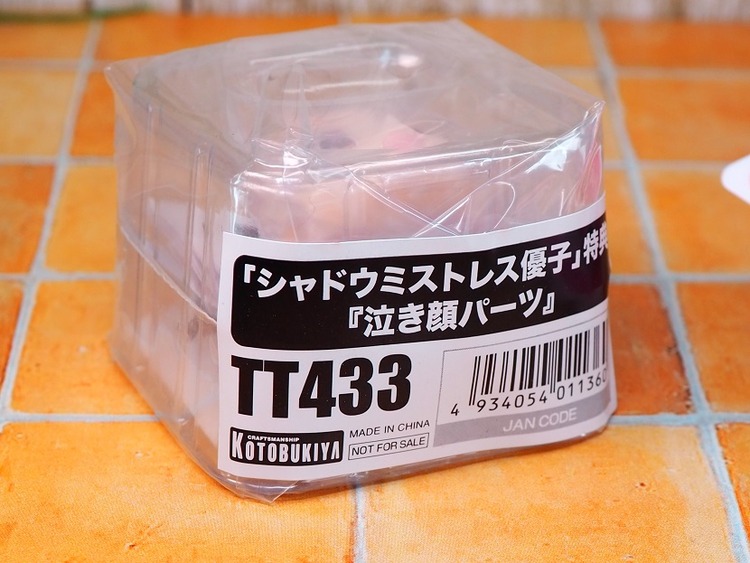 「シャドウミストレス優子」特典
『泣き顔パーツ』
TT433
4 934054 01136
JAN CODE
CRAFTSMANSHIP
KOTOBUKIYA
MADE IN CHINA
NOT FOR SALE